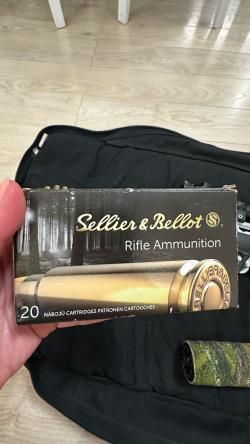 Sellier & Bellot
Rifle Ammunition
20 NÁBOJŮ CARTRIDGES PATRONEN CARTOUCHES